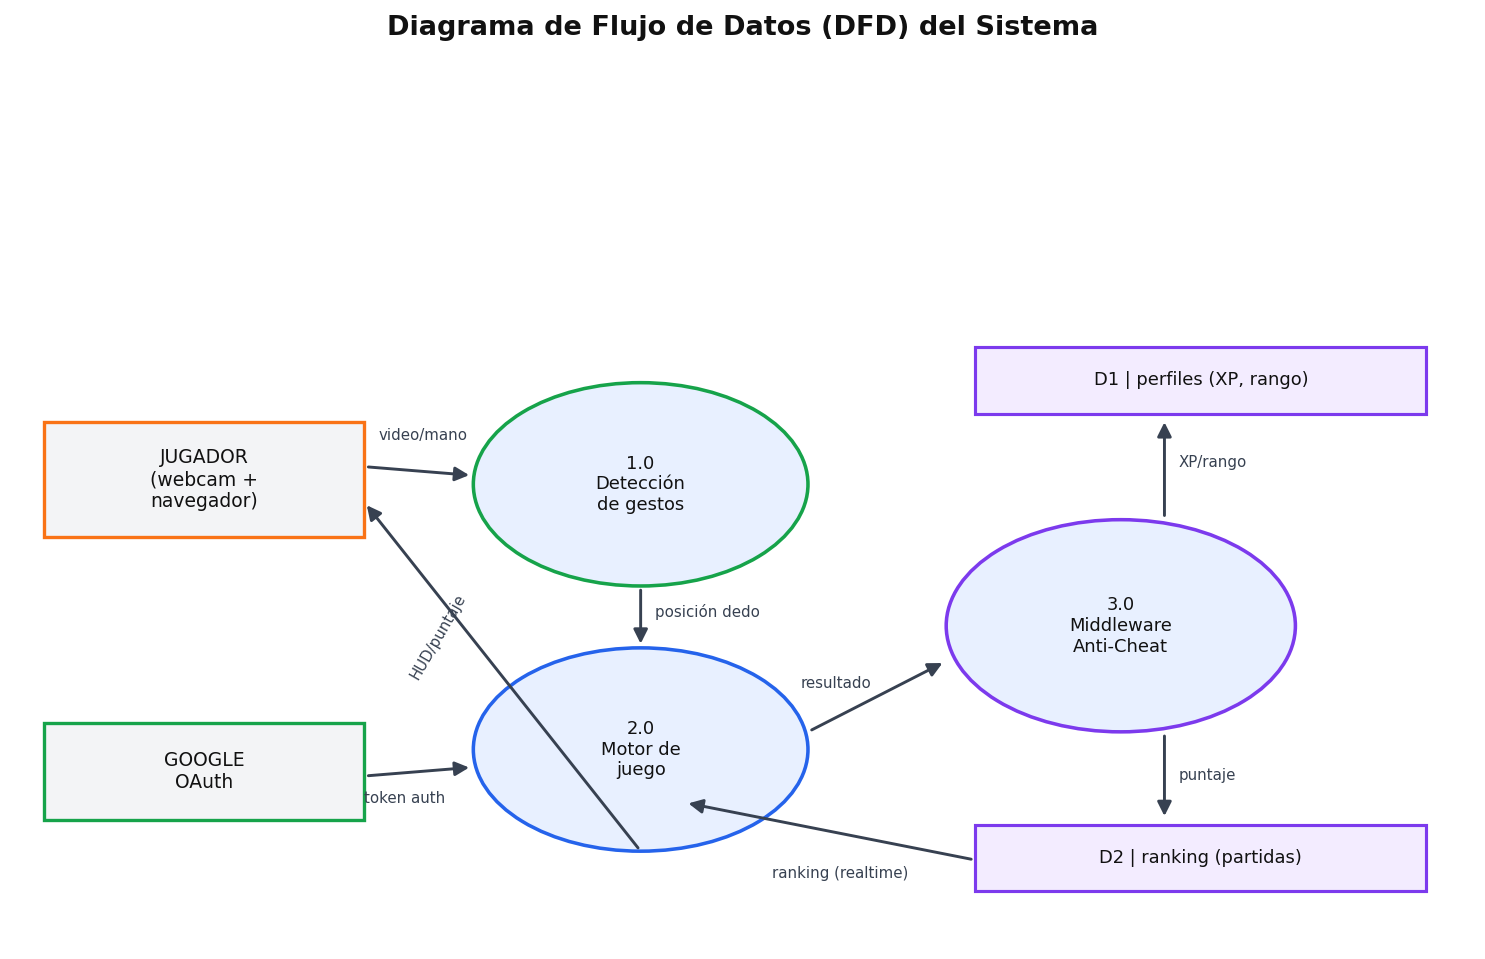 Diagrama de Flujo de Datos (DFD) del Sistema
JUGADOR
(webcam +
navegador)
video/mano
1.0
Detección
de gestos
D1 | perfiles (XP, rango)
XP/rango
posición dedo
3.0
Middleware
Anti-Cheat
HUD/puntaje
resultado
GOOGLE
OAuth
token auth
2.0
Motor de
juego
puntaje
ranking (realtime)
D2 | ranking (partidas)